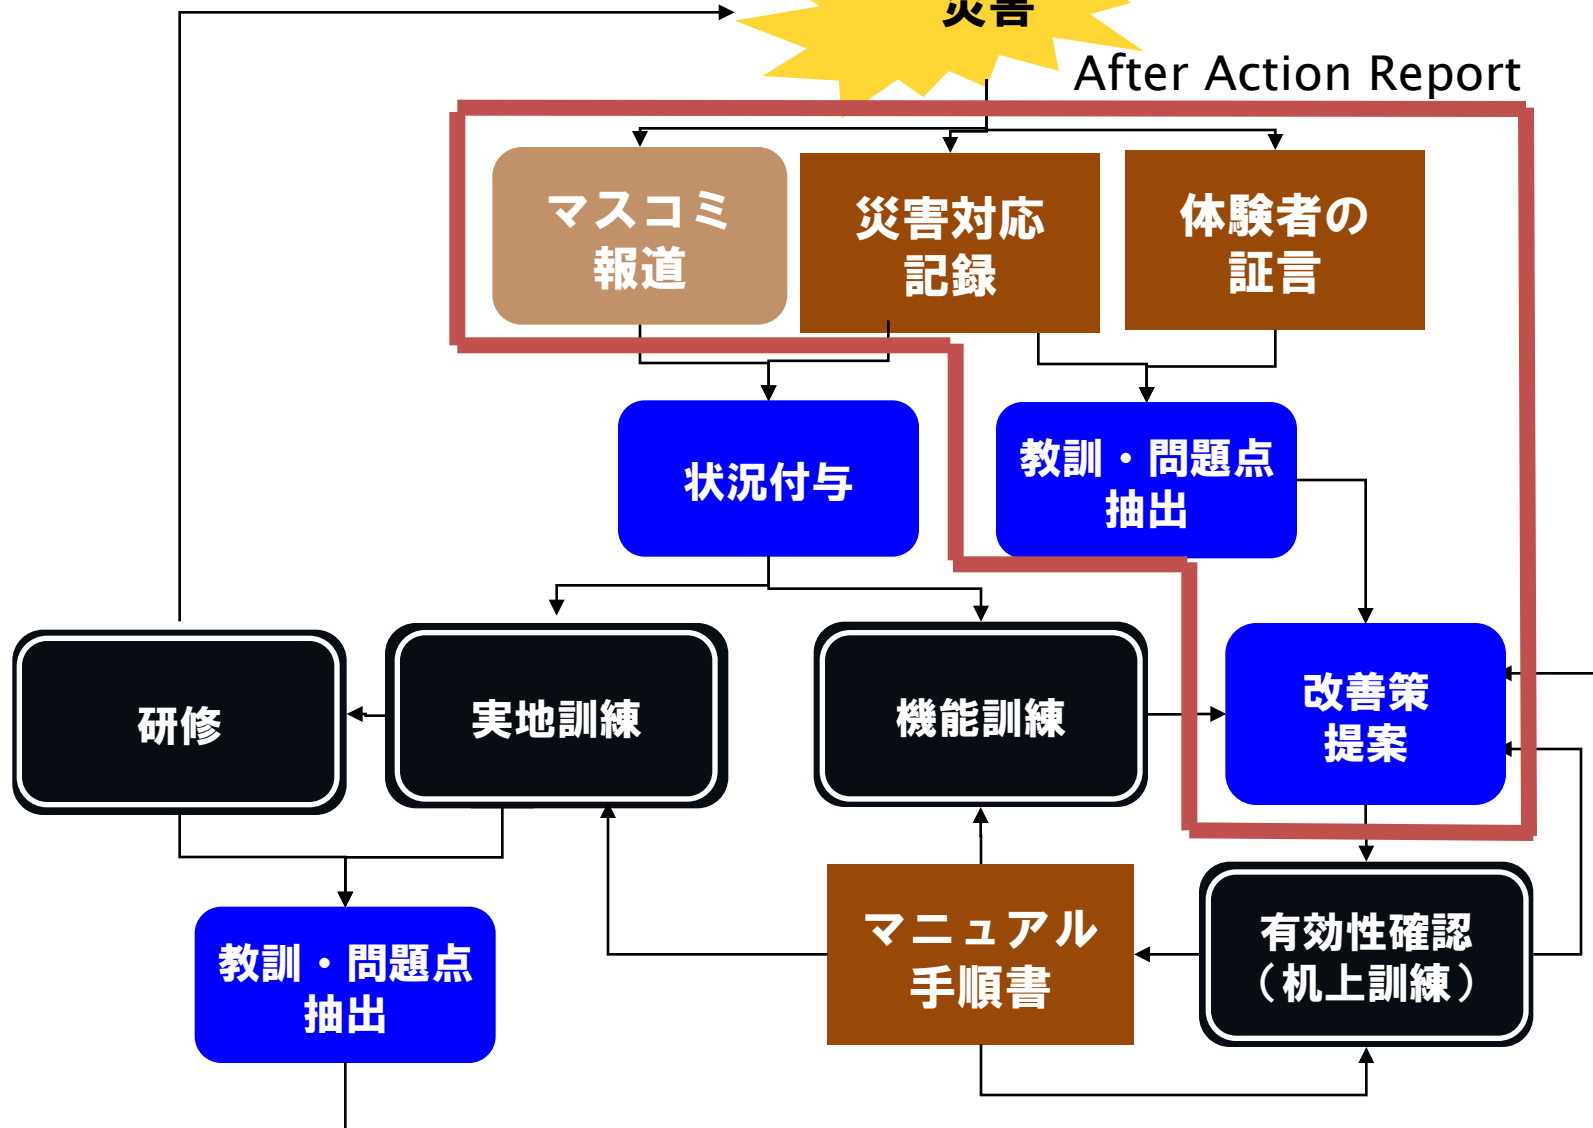 災害
After Action Report
マスコミ
報道
災害対応
記録
体験者の
証言
状況付与
教訓・問題点
抽出
研修
実地訓練
機能訓練
改善策
提案
教訓・問題点
抽出
マニュアル
手順書
有効性確認
（机上訓練）